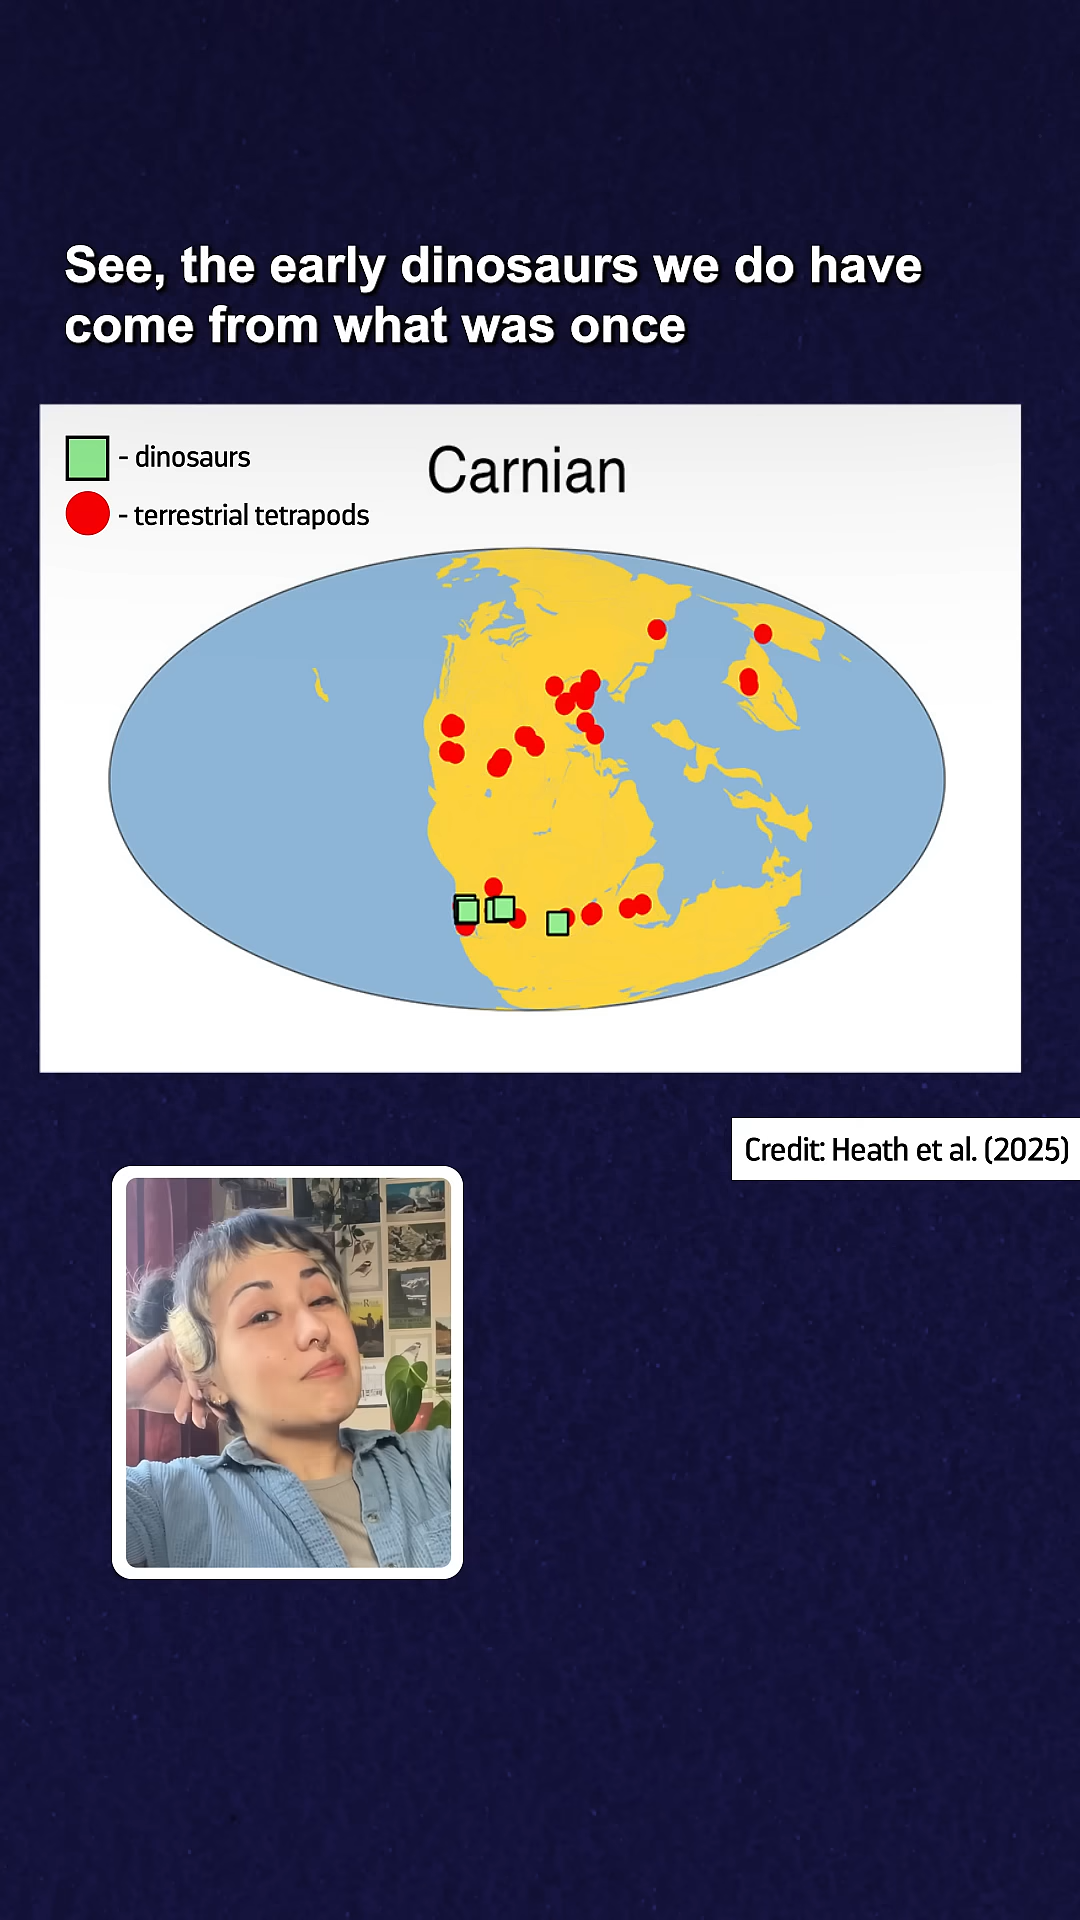 See, the early dinosaurs we do have
come from what was once
- dinosaurs
Carnian
- terrestrial tetrapods
Credit: Heath et al. (2025)